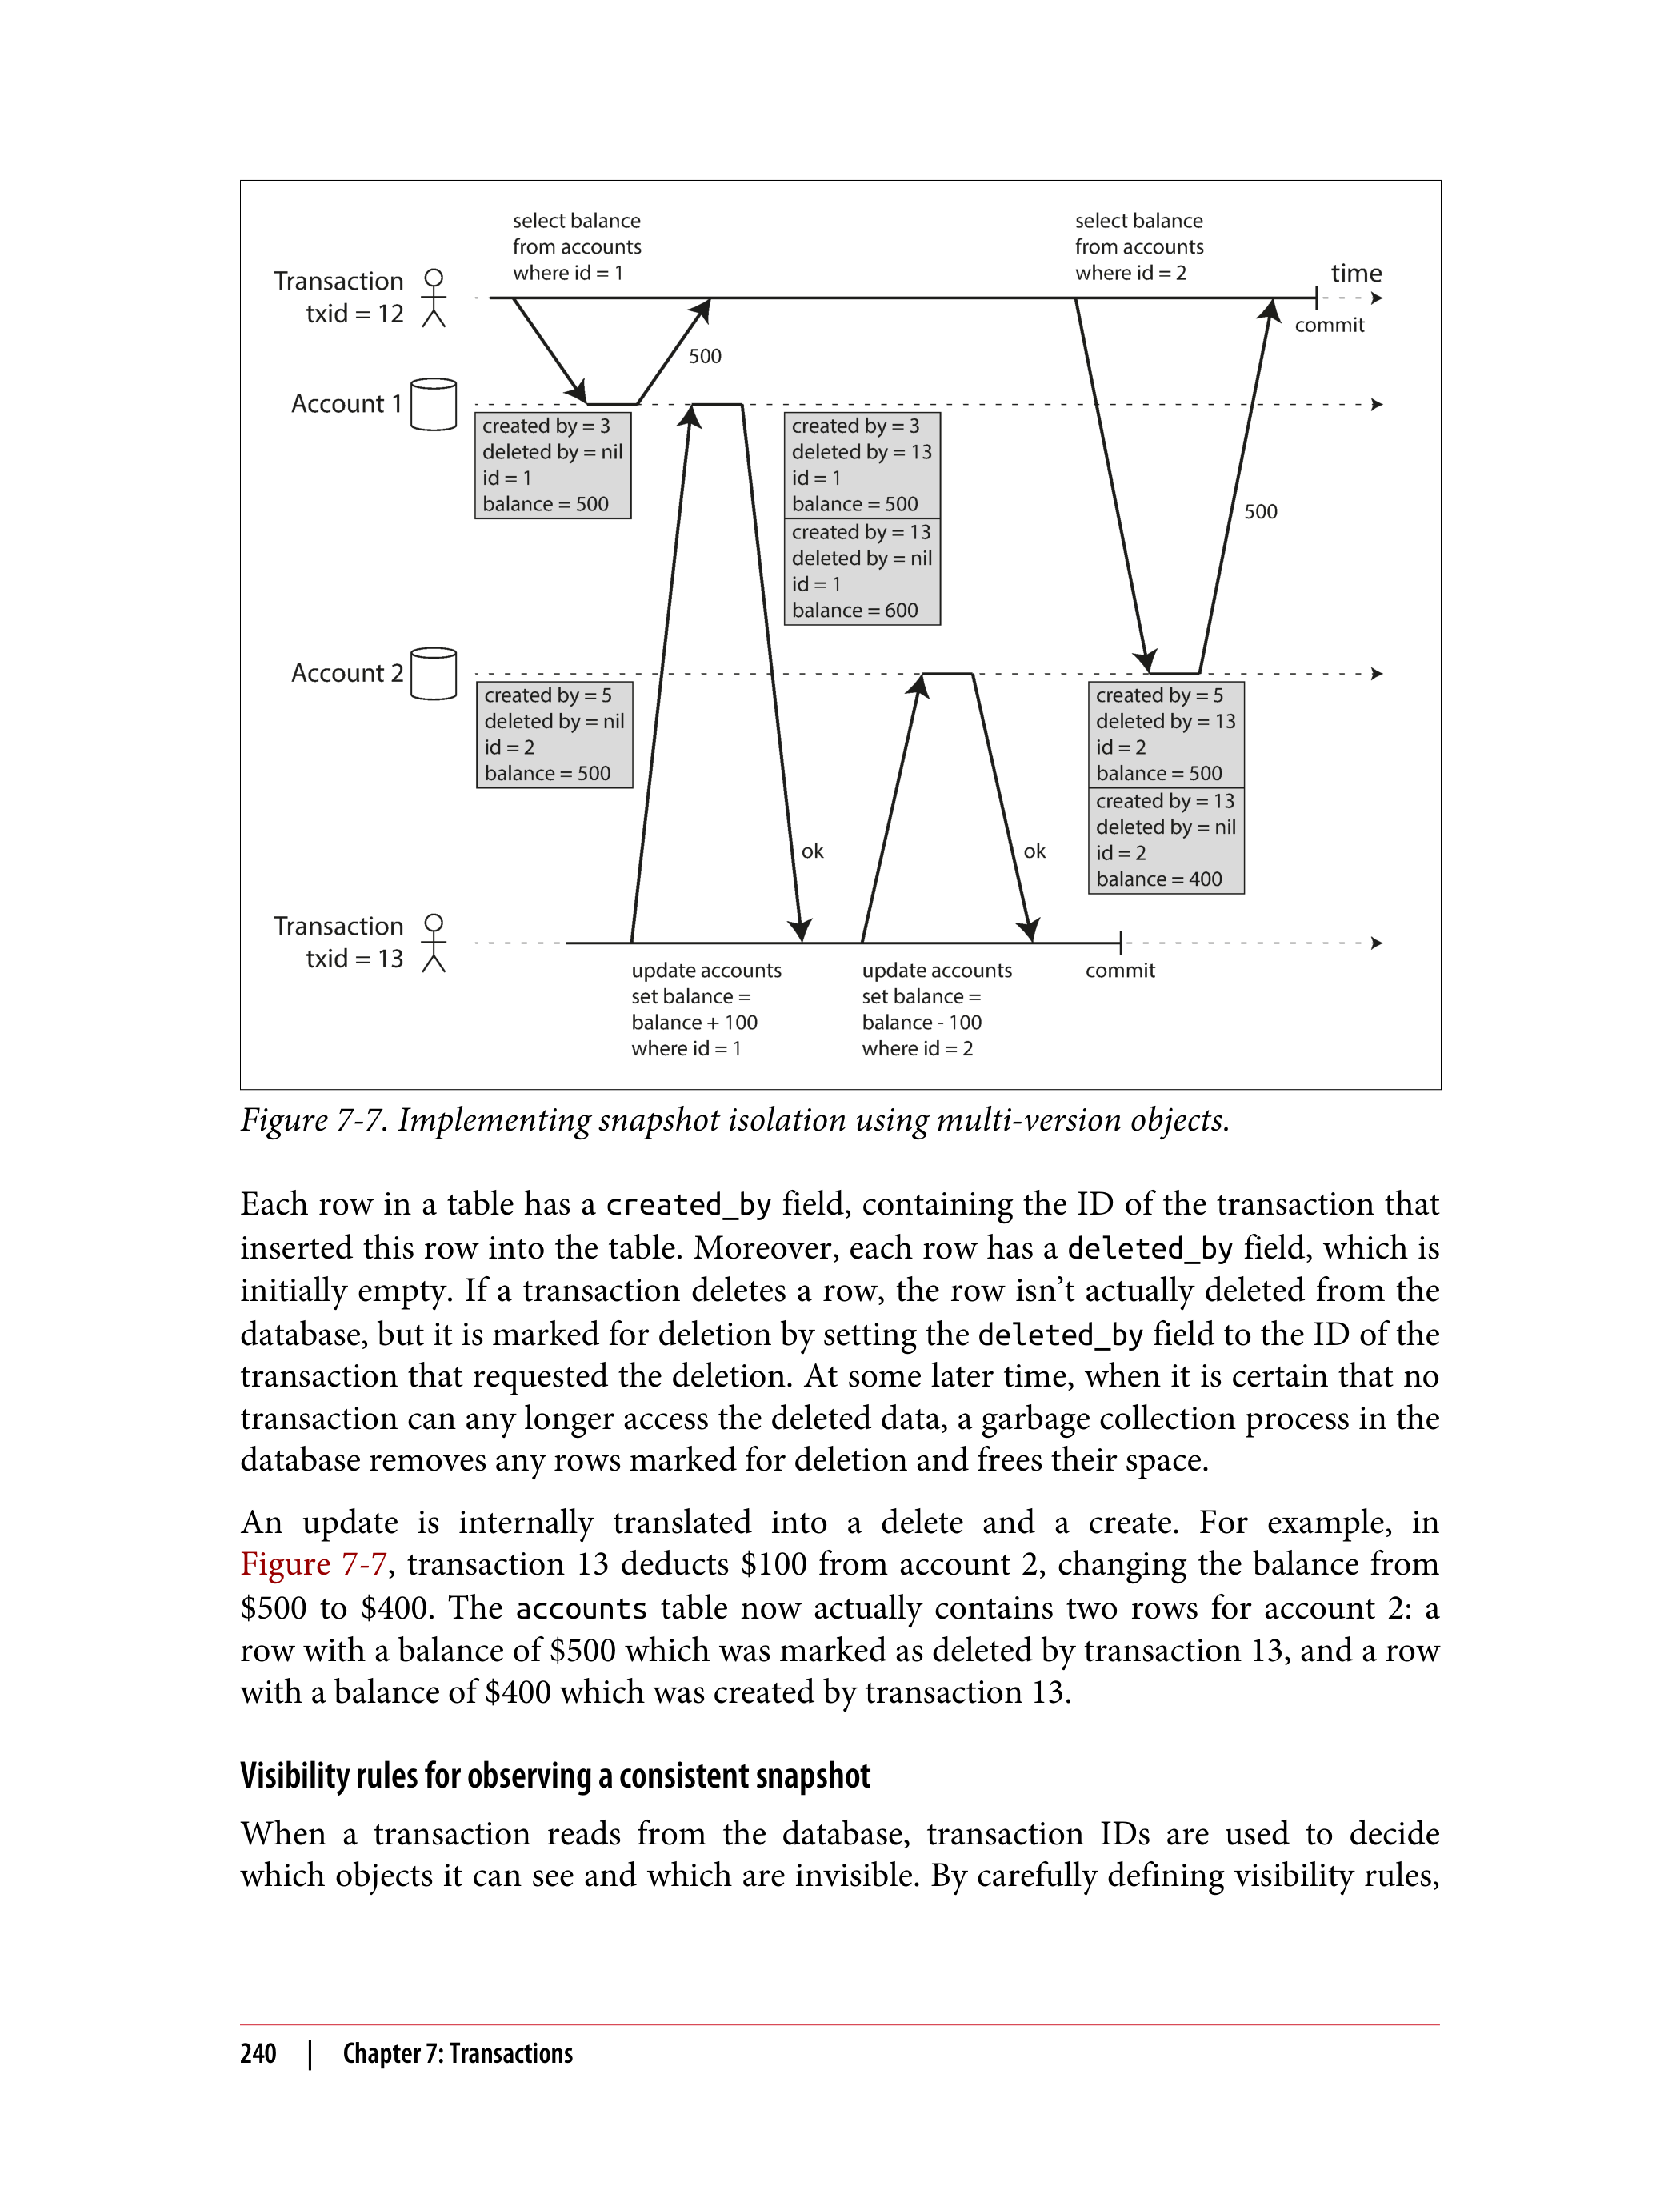 select balance
from accounts
where id = 1
select balance
from accounts
where id = 2
time
Transaction
txid = 12
commit
500
Account 1
created by = 3
deleted by = nil
id = 1
balance = 500
created by = 3
deleted by = 13
id = 1
balance = 500
created by = 13
deleted by = nil
id = 1
balance = 600
500
Account 2
created by = 5
deleted by = nil
id = 2
balance = 500
created by = 5
deleted by = 13
id = 2
balance = 500
created by = 13
deleted by = nil
id = 2
balance = 400
ok
ok
Transaction
txid = 13
update accounts
set balance =
balance + 100
where id = 1
update accounts
set balance =
balance - 100
where id = 2
commit
Figure 7-7. Implementing snapshot isolation using multi-version objects.
Each row in a table has a created_by field, containing the ID of the transaction that
inserted this row into the table. Moreover, each row has a deleted_by field, which is
initially empty. If a transaction deletes a row, the row isn’t actually deleted from the
database, but it is marked for deletion by setting the deleted_by field to the ID of the
transaction that requested the deletion. At some later time, when it is certain that no
transaction can any longer access the deleted data, a garbage collection process in the
database removes any rows marked for deletion and frees their space.
An update is internally translated into a delete and a create. For example, in
Figure 7-7, transaction 13 deducts $100 from account 2, changing the balance from
$500 to $400. The accounts table now actually contains two rows for account 2: a
row with a balance of $500 which was marked as deleted by transaction 13, and a row
with a balance of $400 which was created by transaction 13.
Visibility rules for observing a consistent snapshot
When a transaction reads from the database, transaction IDs are used to decide
which objects it can see and which are invisible. By carefully defining visibility rules,
240 | Chapter 7: Transactions